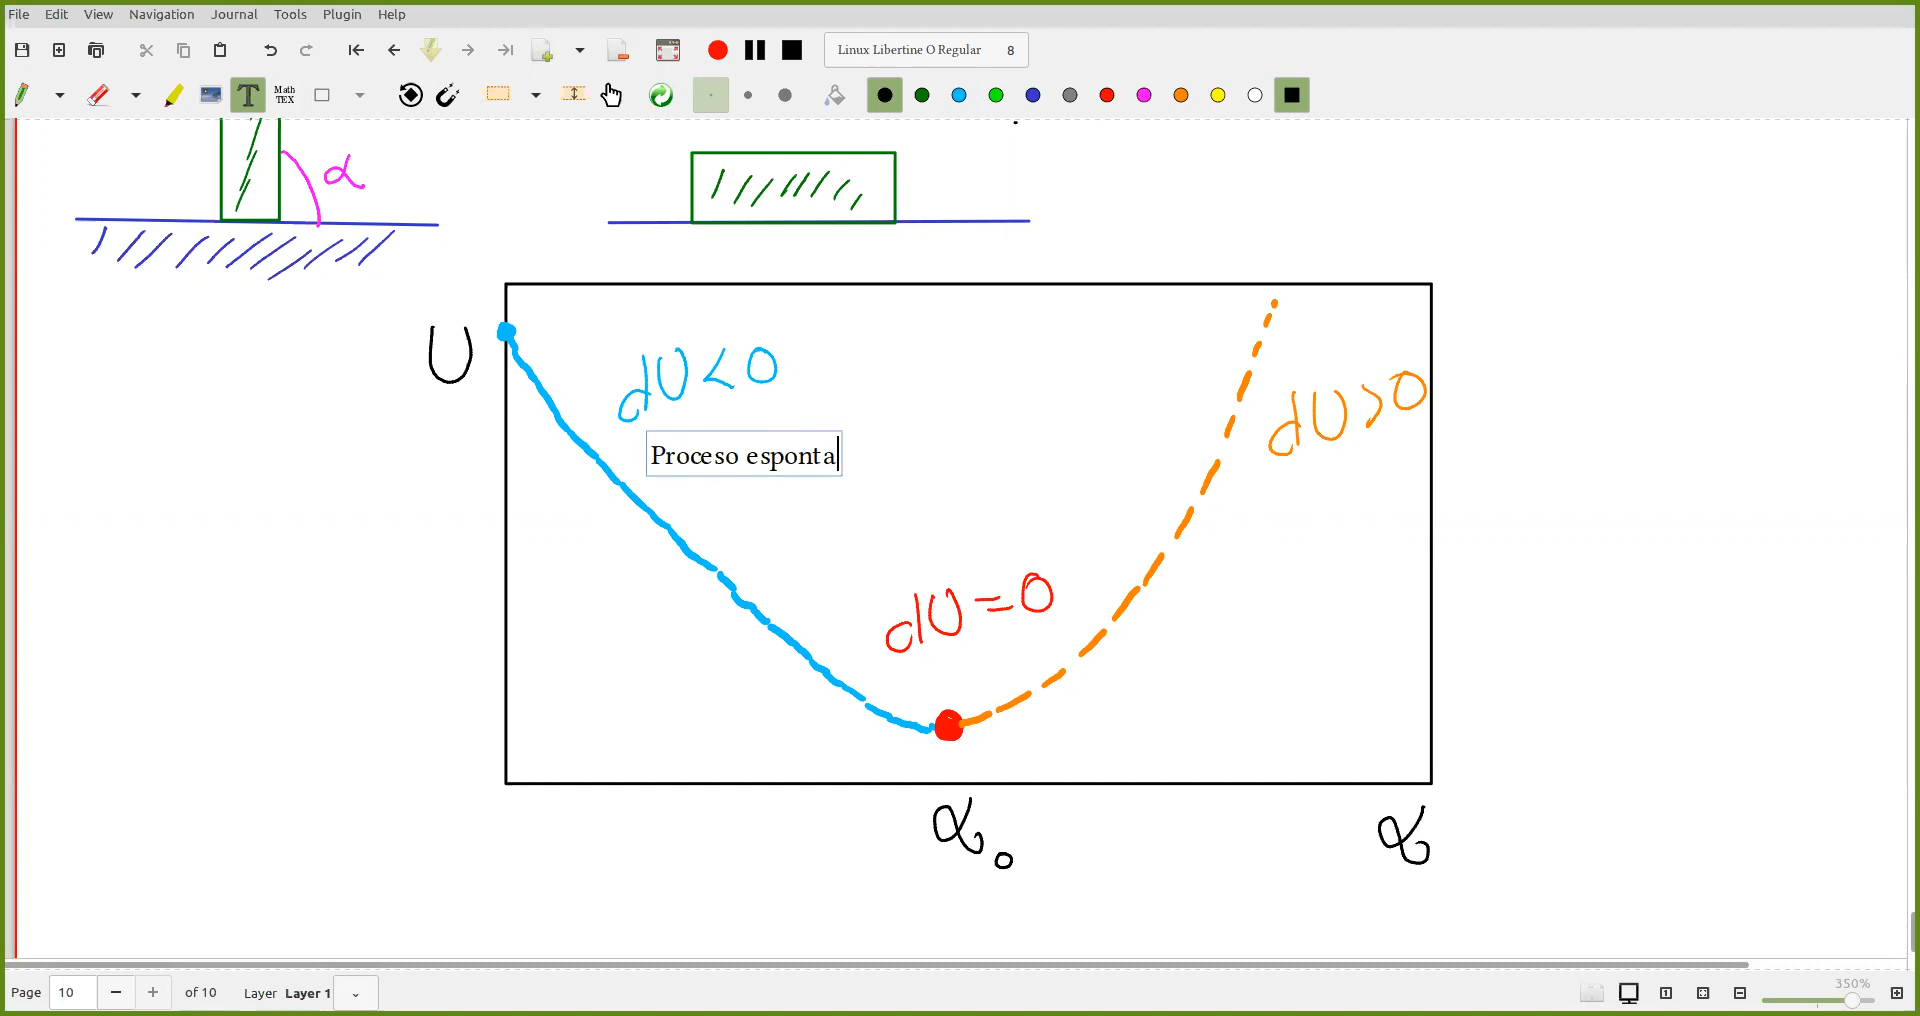 File Edit View Navigation Journal Tools Plugin Help
Linux Libertine O Regular 8
T Math TEX
α
U
dU<0
dU>0
Proceso esponta
dU=0
α₀
α
350%
Page 10 of 10 Layer Layer 1